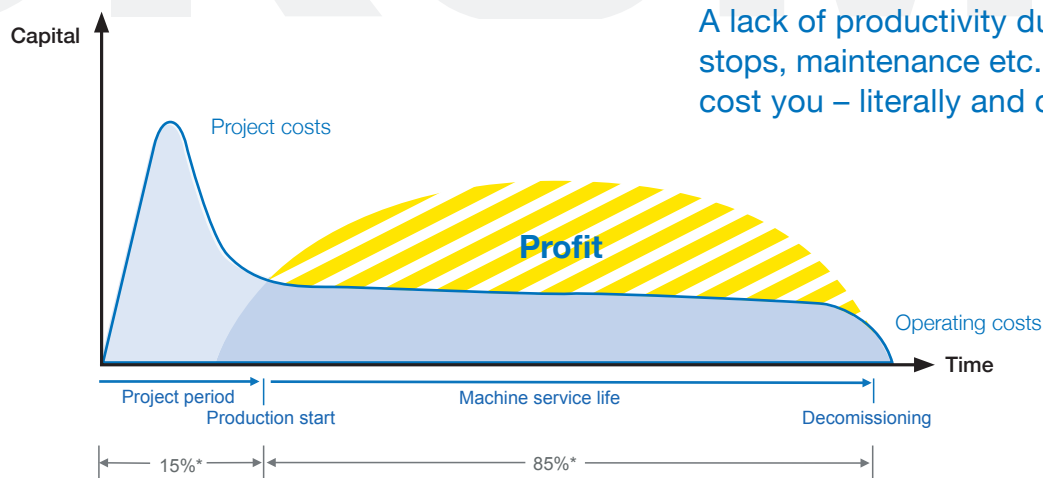 A lack of productivity du
stops, maintenance etc.
cost you – literally and
Capital
Project costs
Profit
Operating costs
Time
Project period
Machine service life
Production start
Decomissioning
15%*
85%*